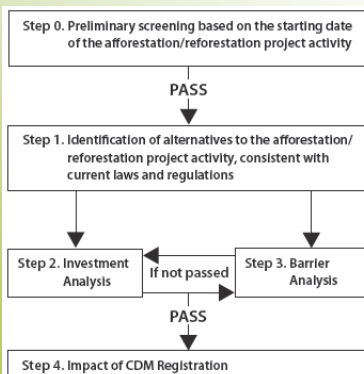 Step 0. Preliminary screening based on the starting date
of the afforestation/reforestation project activity
PASS
Step 1. Identification of alternatives to the afforestation/
reforestation project activity, consistent with
current laws and regulations
Step 2. Investment
Analysis
If not passed
Step 3. Barrier
Analysis
PASS
Step 4. Impact of CDM Registration